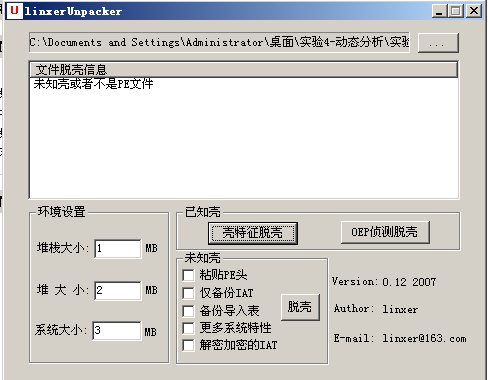 U linxerUnpacker
C:\Documents and Settings\Administrator\桌面\实验4-动态分析\实验
...
文件脱壳信息
未知壳或者不是PE文件
环境设置
堆栈大小: 1 MB
堆 大 小: 2 MB
系统大小: 3 MB
已知壳
壳特征脱壳
OEP侦测脱壳
未知壳
粘贴PE头
仅备份IAT
备份导入表
更多系统特性
解密加密的IAT
脱壳
Version:0.12 2007
Author: linxer
E-mail: linxer@163.com